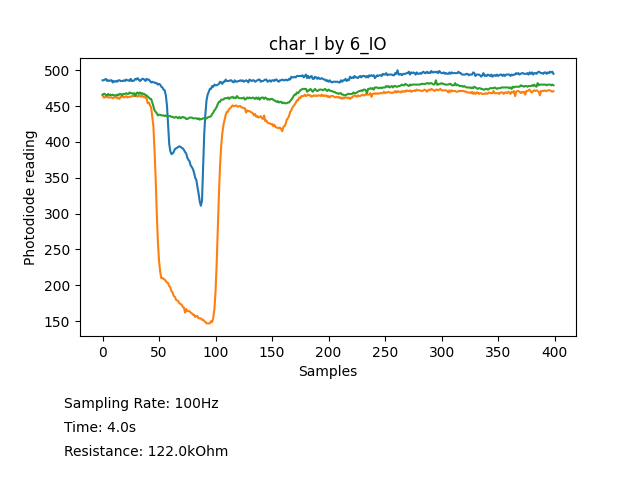 char_I by 6_IO
500
450
400
350
300
250
200
150
Photodiode reading
0 50 100 150 200 250 300 350 400
Samples
Sampling Rate: 100Hz
Time: 4.0s
Resistance: 122.0kOhm